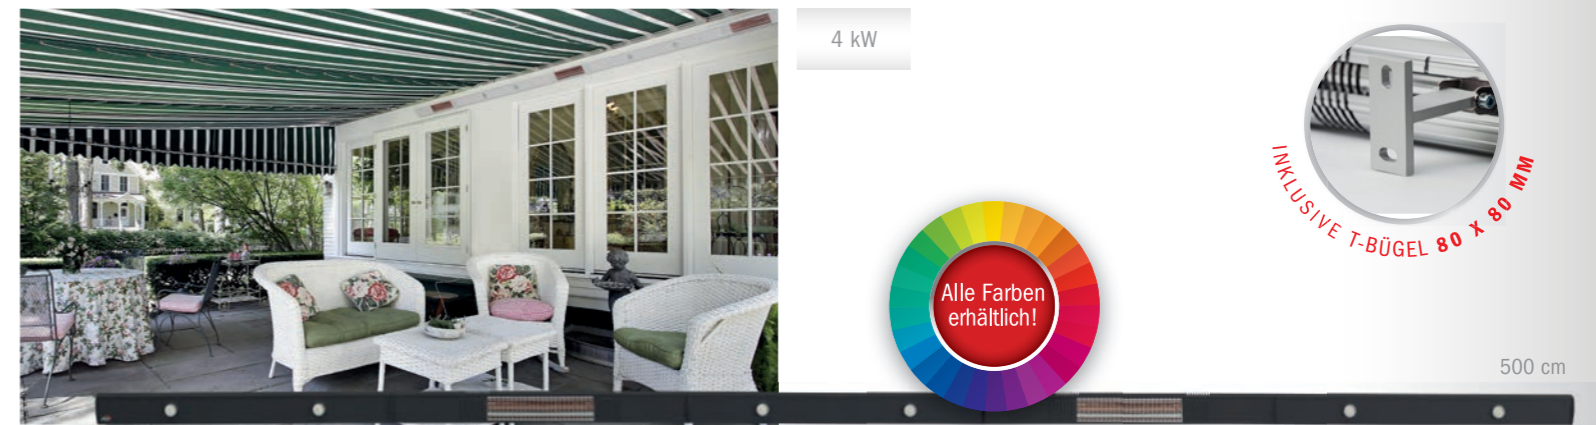 4 kW
INKLUSIVE T-BÜGEL 80 X 80 MM
Alle Farben
erhältlich!
500 cm